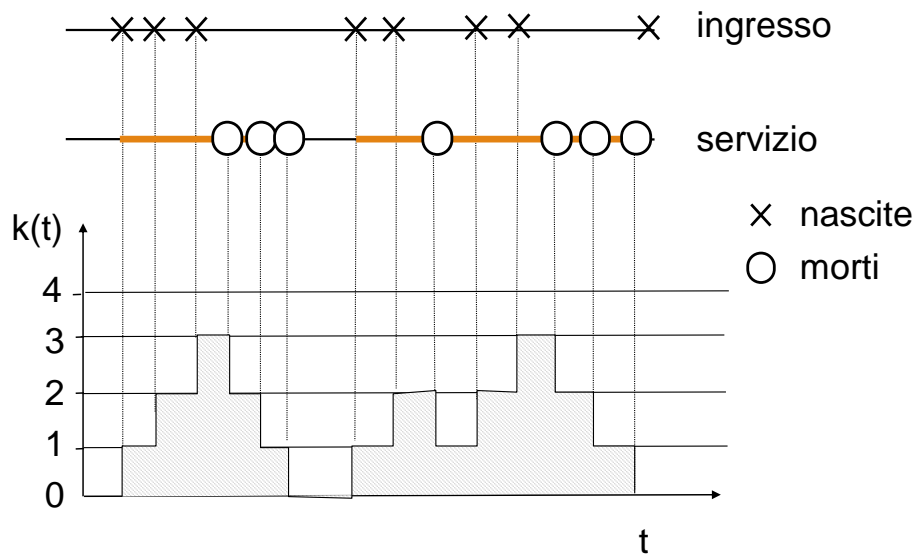 ingresso
servizio
nascite
morti
k(t)
4
3
2
1
0
t